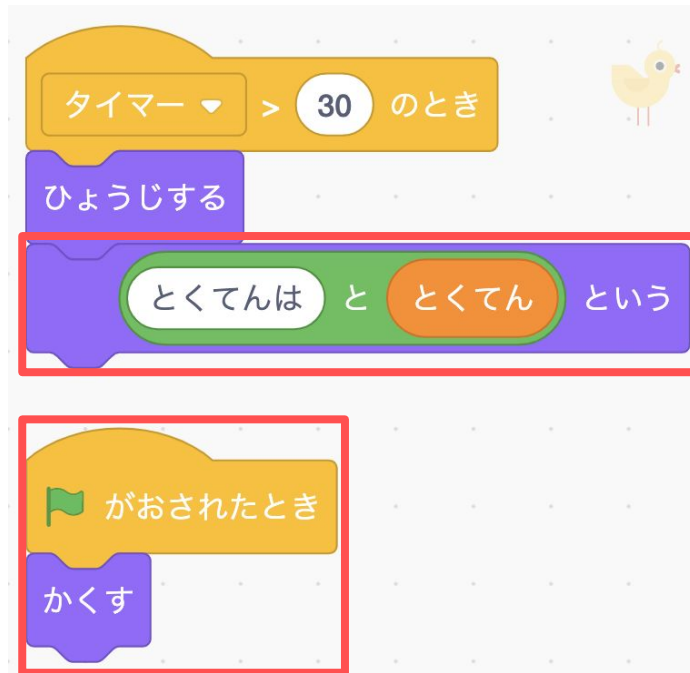 タイマー > 30 のとき
ひょうじする
とくてんは と とくてん という
がおされたとき
かくす